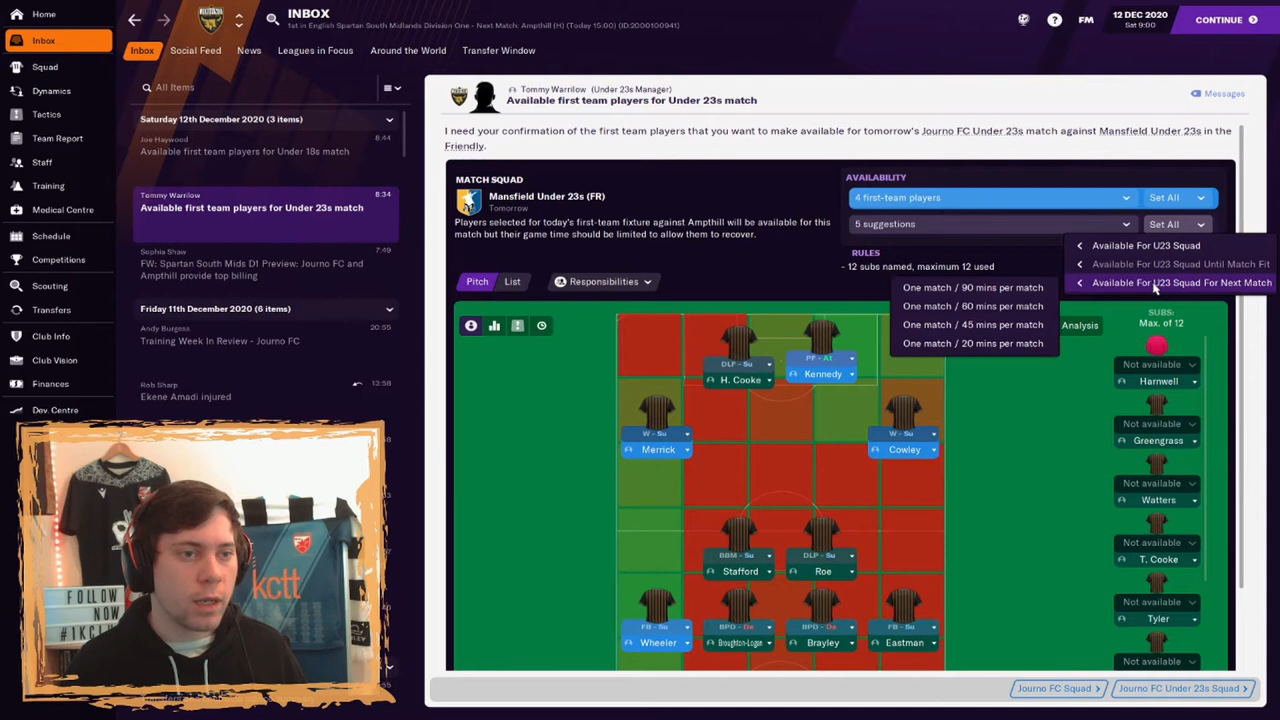 Home
INBOX
1st in English Spartan South Midlands Division One - Next Match: Ampthill (H) (Today 15:00) (ID:2000100941)
FM
12 DEC 2020
Sat 9:00
CONTINUE
Inbox
Inbox
Social Feed
News
Leagues in Focus
Around the World
Transfer Window
Squad
Dynamics
Tactics
Team Report
Staff
Training
Medical Centre
Schedule
Competitions
Scouting
Transfers
Club Info
Club Vision
Finances
Dev. Centre
All Items
Saturday 12th December 2020 (3 items)
Joe Haywood
8:44
Available first team players for Under 18s match
Tommy Warrilow
8:34
Available first team players for Under 23s match
Sophia Shaw
7:49
FW: Spartan South Mids D1 Preview: Journo FC and
Ampthill provide top billing
Friday 11th December 2020 (6 items)
Andy Burgess
20:55
Training Week In Review - Journo FC
Rob Sharp
13:58
Ekene Amadi injured
Tommy Warrilow (Under 23s Manager)
Available first team players for Under 23s match
Messages
I need your confirmation of the first team players that you want to make available for tomorrow's Journo FC Under 23s match against Mansfield Under 23s in the
Friendly.
MATCH SQUAD
Mansfield Under 23s (FR)
Tomorrow
Players selected for today's first-team fixture against Ampthill will be available for this
match but their game time should be limited to allow them to recover.
AVAILABILITY
4 first-team players
Set All
5 suggestions
Set All
RULES
- 12 subs named, maximum 12 used
Available For U23 Squad
Available For U23 Squad Until Match Fit
Available For U23 Squad For Next Match
One match / 90 mins per match
One match / 60 mins per match
One match / 45 mins per match
One match / 20 mins per match
Pitch
List
Responsibilities
Analysis
SUBS:
Max. of 12
DLP - Su
H. Cooke
PF - At
Kennedy
W - Su
Merrick
W - Su
Cowley
BBM - Su
Stafford
DLP - Su
Roe
FB - Su
Wheeler
BPD - De
Broughton-Logan
BPD - De
Brayley
FB - Su
Eastman
Not available
Harnwell
Not available
Greengrass
Not available
Watters
Not available
T. Cooke
Not available
Tyler
Not available
Journo FC Squad
Journo FC Under 23s Squad
FOLLOW
NOW
kctt